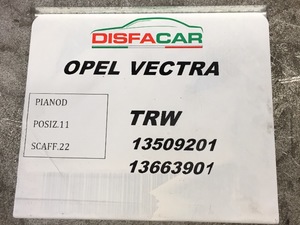 DISFACAR
OPEL VECTRA
PIANOD
POSIZ.11
SCAFF.22
TRW
13509201
13663901